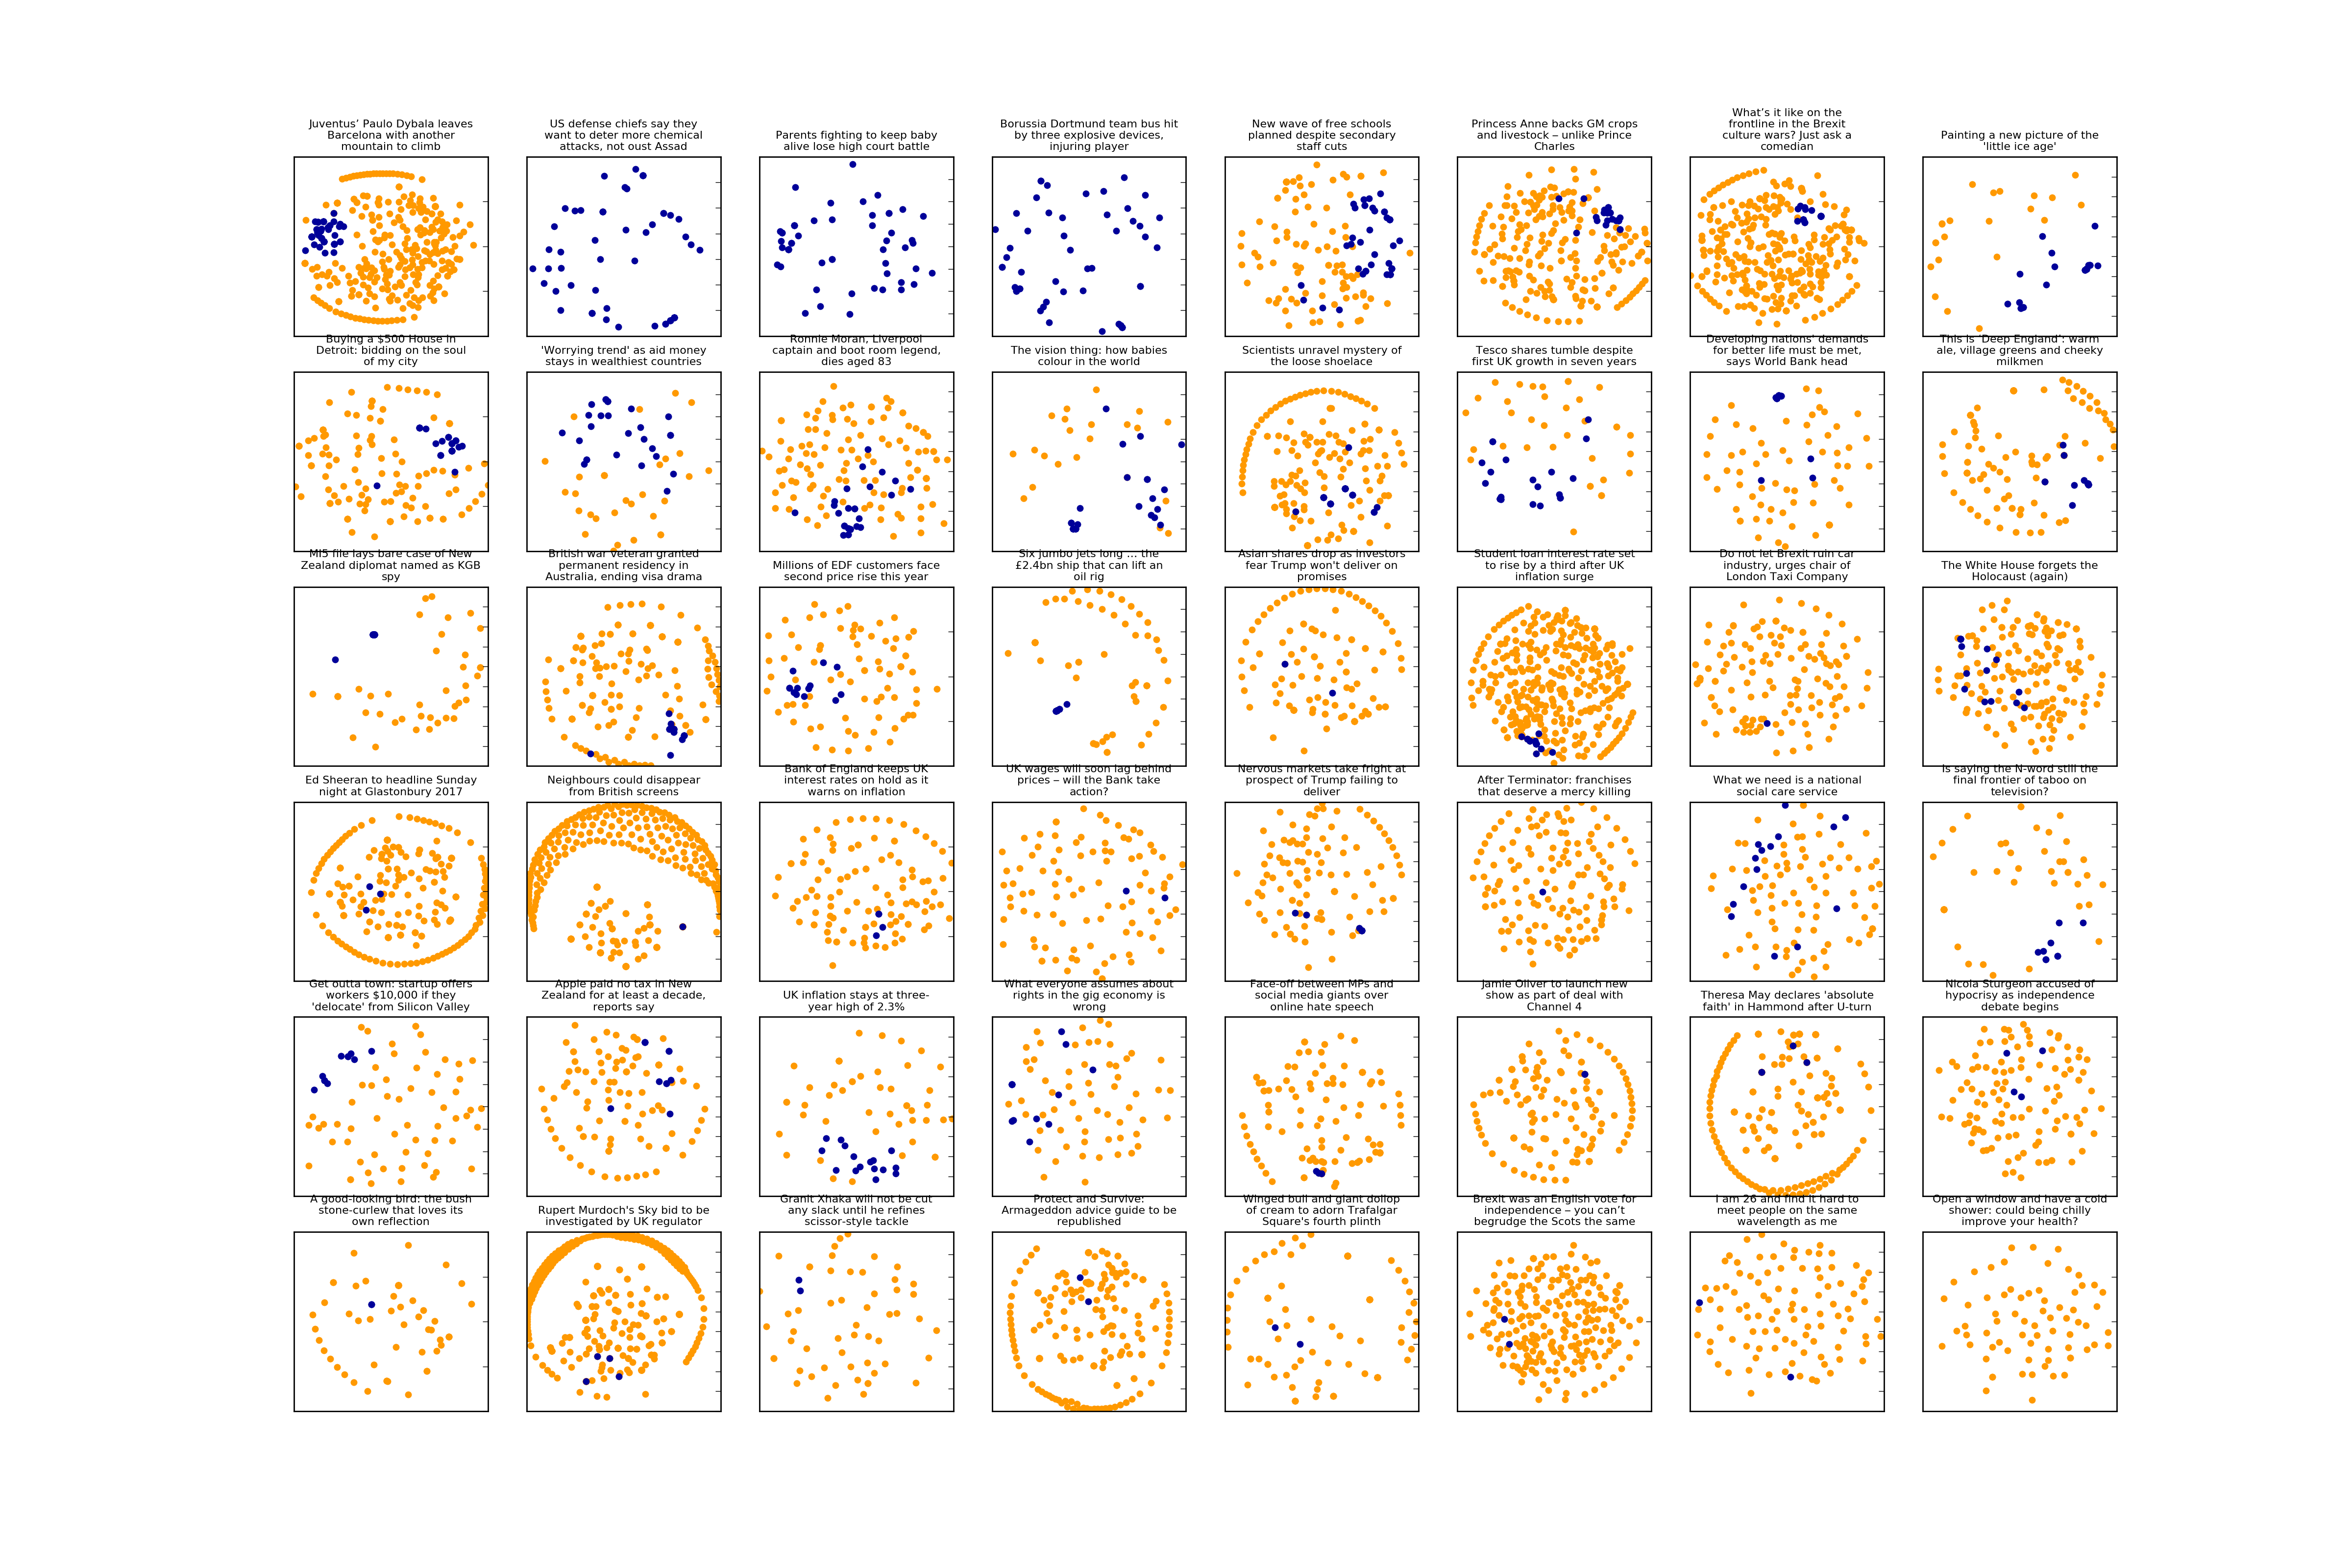 Juventus’ Paulo Dybala leaves
Barcelona with another
mountain to climb
US defense chiefs say they
want to deter more chemical
attacks, not oust Assad
Parents fighting to keep baby
alive lose high court battle
Borussia Dortmund team bus hit
by three explosive devices,
injuring player
New wave of free schools
planned despite secondary
staff cuts
Princess Anne backs GM crops
and livestock – unlike Prince
Charles
What’s it like on the
frontline in the Brexit
culture wars? Just ask a
comedian
Painting a new picture of the
'little ice age'
Buying a $500 House in
Detroit: bidding on the soul
of my city
'Worrying trend' as aid money
stays in wealthiest countries
Ronnie Moran, Liverpool
captain and boot room legend,
dies aged 83
The vision thing: how babies
colour in the world
Scientists unravel mystery of
the loose shoelace
Tesco shares tumble despite
first UK growth in seven years
Developing nations' demands
for better life must be met,
says World Bank head
This is 'Deep England': warm
ale, village greens and cheeky
milkmen
MI5 file lays bare case of New
Zealand diplomat named as KGB
spy
British war veteran granted
permanent residency in
Australia, ending visa drama
Millions of EDF customers face
second price rise this year
Six jumbo jets long … the
£2.4bn ship that can lift an
oil rig
Asian shares drop as investors
fear Trump won't deliver on
promises
Student loan interest rate set
to rise by a third after UK
inflation surge
Do not let Brexit ruin car
industry, urges chair of
London Taxi Company
The White House forgets the
Holocaust (again)
Ed Sheeran to headline Sunday
night at Glastonbury 2017
Neighbours could disappear
from British screens
Bank of England keeps UK
interest rates on hold as it
warns on inflation
UK wages will soon lag behind
prices – will the Bank take
action?
Nervous markets take fright at
prospect of Trump failing to
deliver
After Terminator: franchises
that deserve a mercy killing
What we need is a national
social care service
Is saying the N-word still the
final frontier of taboo on
television?
Get outta town: startup offers
workers $10,000 if they
'delocate' from Silicon Valley
Apple paid no tax in New
Zealand for at least a decade,
reports say
UK inflation stays at three-
year high of 2.3%
What everyone assumes about
rights in the gig economy is
wrong
Face-off between MPs and
social media giants over
online hate speech
Jamie Oliver to launch new
show as part of deal with
Channel 4
Theresa May declares 'absolute
faith' in Hammond after U-turn
Nicola Sturgeon accused of
hypocrisy as independence
debate begins
A good-looking bird: the bush
stone-curlew that loves its
own reflection
Rupert Murdoch's Sky bid to be
investigated by UK regulator
Granit Xhaka will not be cut
any slack until he refines
scissor-style tackle
Protect and Survive:
Armageddon advice guide to be
republished
Winged bull and giant dollop
of cream to adorn Trafalgar
Square's fourth plinth
Brexit was an English vote for
independence – you can’t
begrudge the Scots the same
I am 26 and find it hard to
meet people on the same
wavelength as me
Open a window and have a cold
shower: could being chilly
improve your health?